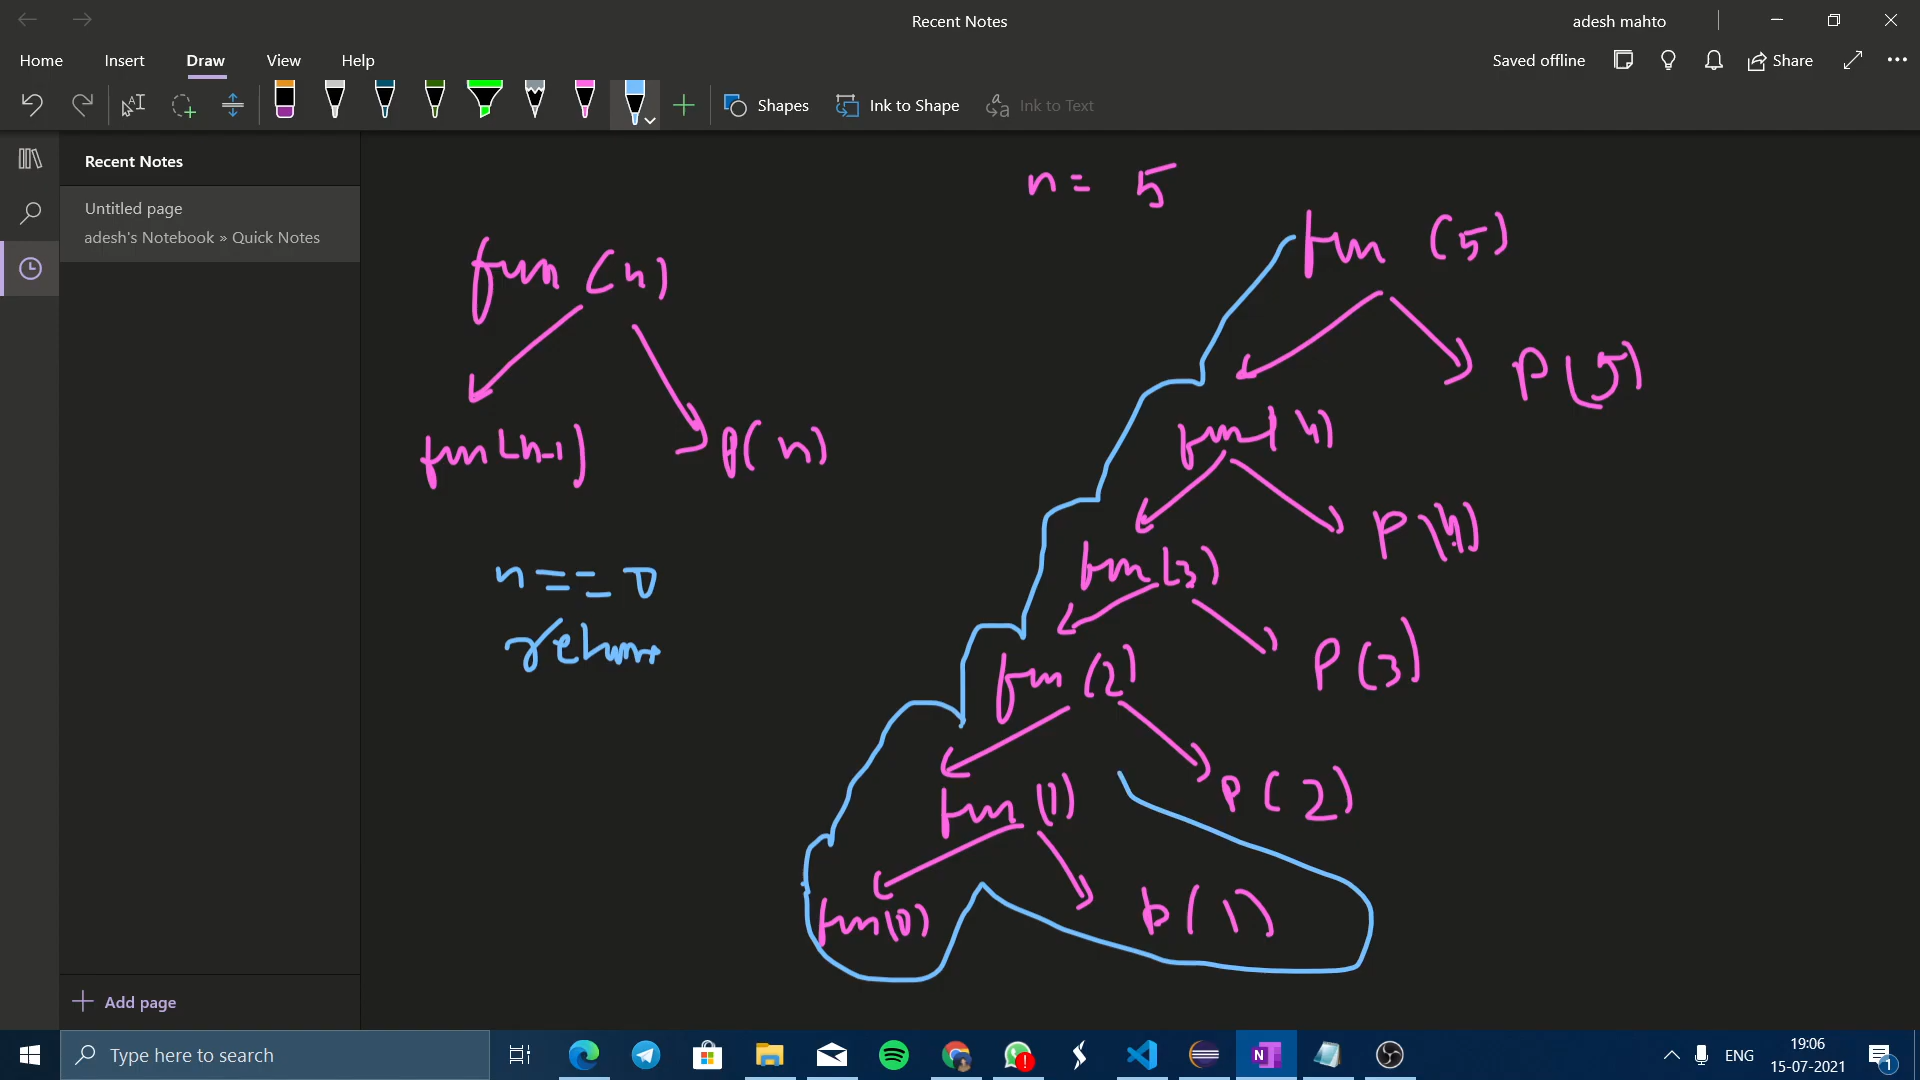 Recent Notes
adesh mahto
Home Insert Draw View Help
Saved offline
Share
Shapes
Ink to Shape
Ink to Text
Recent Notes
Untitled page
adesh's Notebook » Quick Notes
Add page
n = 5
fun (n)
fun(n-1) p(n)
n == 0
return
fun (5)
P(5)
fun(4)
P(4)
fun(3)
P(3)
fun (2)
P(2)
fun(1)
fun(0)
p(1)
Type here to search
ENG
19:06
15-07-2021
1